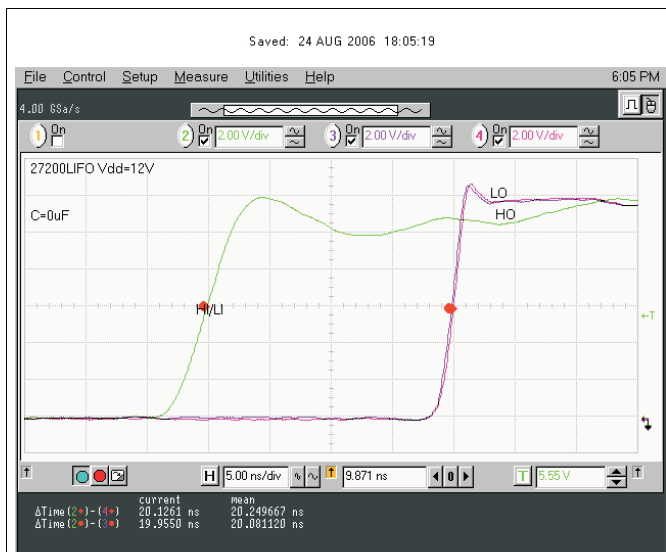 Saved: 24 AUG 2006 18:05:19
File Control Setup Measure Utilities Help 6:05 PM
4.00 GSa/s
1 On 2 On 2.00 V/div 3 On 2.00 V/div 4 On 2.00 V/div
27200LIFO Vdd=12V
LO
C=0uF
HO
HI/LI
T
H 5.00 ns/div 9.871 ns 0 T 5.55 V
current mean
ΔTime(2●)-(4●) 20.1261 ns 20.249667 ns
ΔTime(2●)-(3●) 19.9550 ns 20.081120 ns